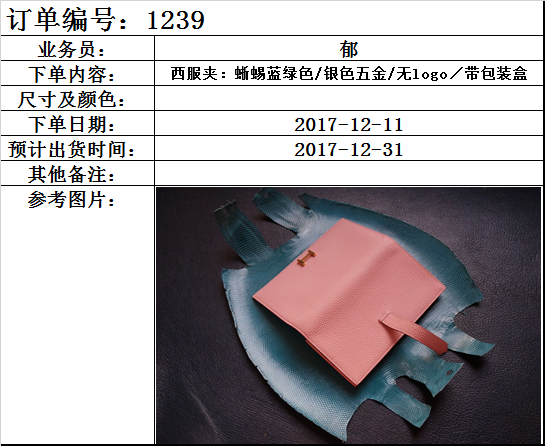 订单编号：1239
业务员： 郁
下单内容： 西服夹：蜥蜴蓝绿色/银色五金/无logo／带包装盒
尺寸及颜色：
下单日期： 2017-12-11
预计出货时间： 2017-12-31
其他备注：
参考图片：